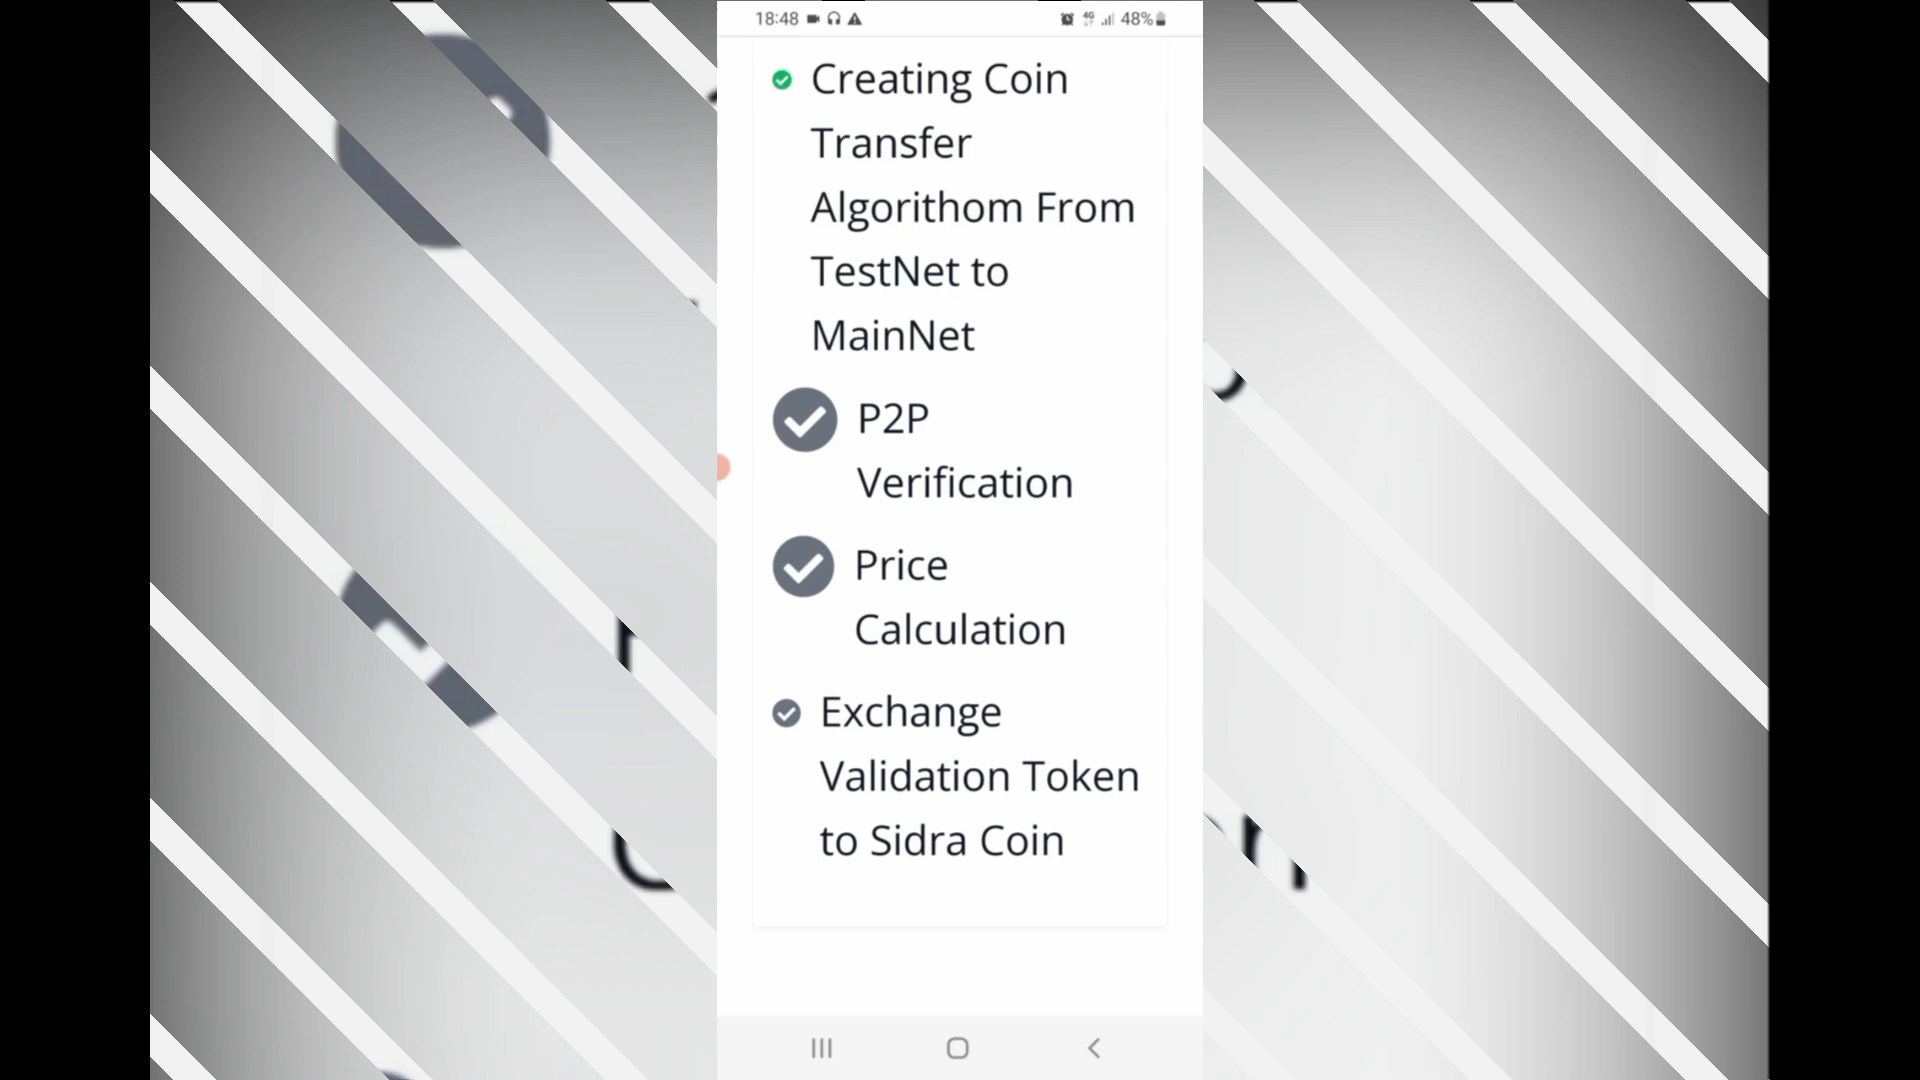 18:48 4G 48%
Creating Coin
Transfer
Algorithom From
TestNet to
MainNet
P2P
Verification
Price
Calculation
Exchange
Validation Token
to Sidra Coin